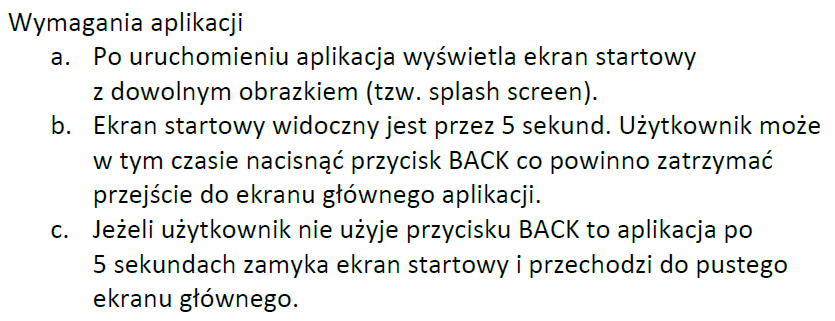 Wymagania aplikacji
a. Po uruchomieniu aplikacja wyświetla ekran startowy
z dowolnym obrazkiem (tzw. splash screen).
b. Ekran startowy widoczny jest przez 5 sekund. Użytkownik może
w tym czasie nacisnąć przycisk BACK co powinno zatrzymać
przejście do ekranu głównego aplikacji.
c. Jeżeli użytkownik nie użyje przycisku BACK to aplikacja po
5 sekundach zamyka ekran startowy i przechodzi do pustego
ekranu głównego.